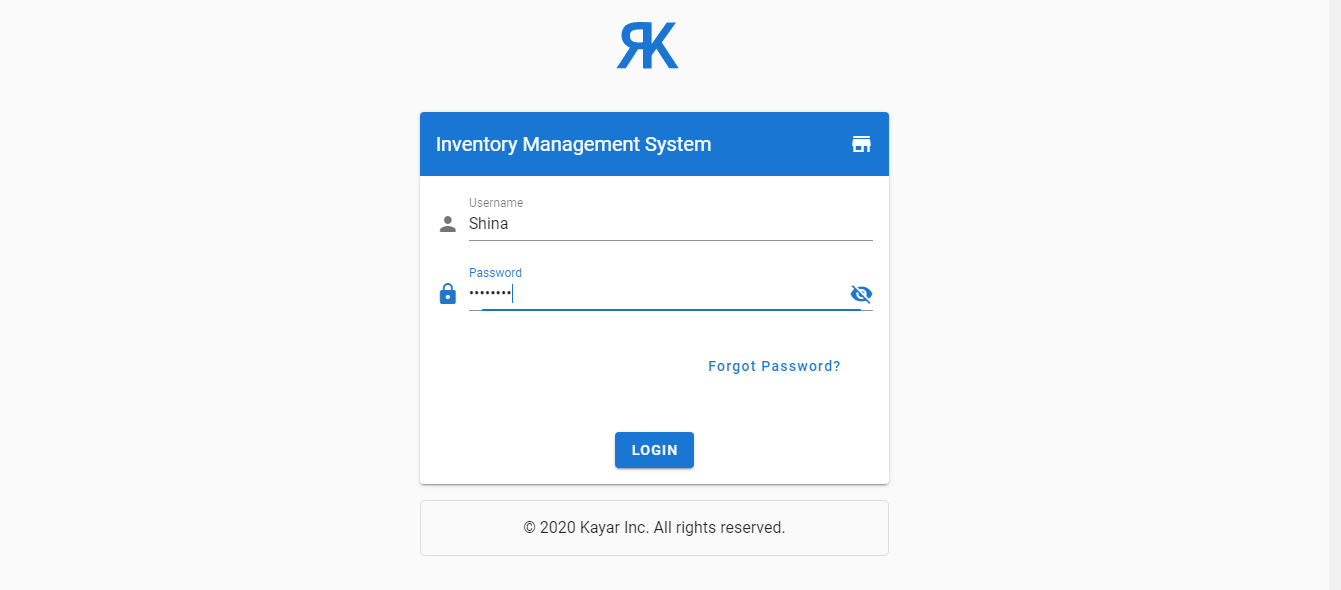 ЯK
Inventory Management System
Username
Shina
Password
••••••••
Forgot Password?
LOGIN
© 2020 Kayar Inc. All rights reserved.